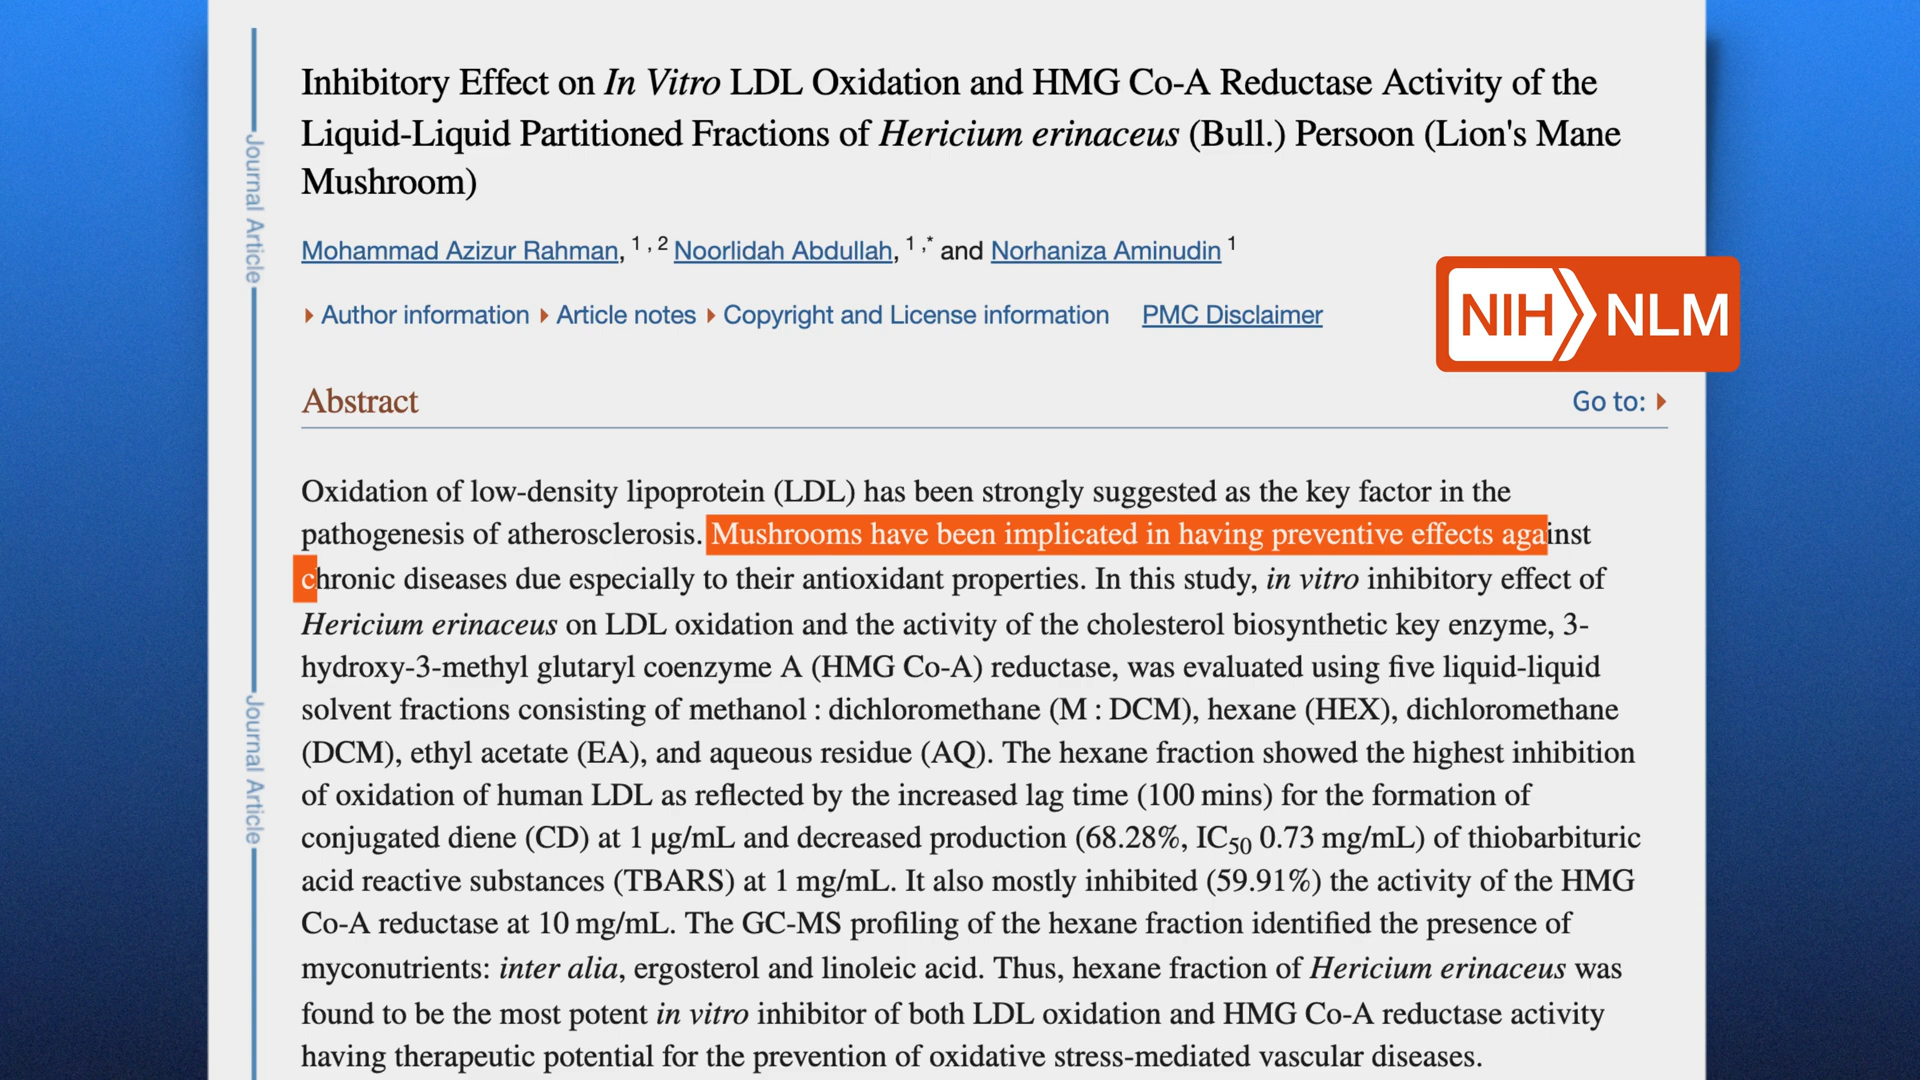 Inhibitory Effect on In Vitro LDL Oxidation and HMG Co-A Reductase Activity of the
Liquid-Liquid Partitioned Fractions of Hericium erinaceus (Bull.) Persoon (Lion's Mane
Mushroom)
Mohammad Azizur Rahman, 1 , 2 Noorlidah Abdullah, 1 ,* and Norhaniza Aminudin 1
Author information Article notes Copyright and License information PMC Disclaimer
NIH NLM
Abstract Go to:
Oxidation of low-density lipoprotein (LDL) has been strongly suggested as the key factor in the
pathogenesis of atherosclerosis. Mushrooms have been implicated in having preventive effects against
chronic diseases due especially to their antioxidant properties. In this study, in vitro inhibitory effect of
Hericium erinaceus on LDL oxidation and the activity of the cholesterol biosynthetic key enzyme, 3-
hydroxy-3-methyl glutaryl coenzyme A (HMG Co-A) reductase, was evaluated using five liquid-liquid
solvent fractions consisting of methanol : dichloromethane (M : DCM), hexane (HEX), dichloromethane
(DCM), ethyl acetate (EA), and aqueous residue (AQ). The hexane fraction showed the highest inhibition
of oxidation of human LDL as reflected by the increased lag time (100 mins) for the formation of
conjugated diene (CD) at 1 µg/mL and decreased production (68.28%, IC50 0.73 mg/mL) of thiobarbituric
acid reactive substances (TBARS) at 1 mg/mL. It also mostly inhibited (59.91%) the activity of the HMG
Co-A reductase at 10 mg/mL. The GC-MS profiling of the hexane fraction identified the presence of
myconutrients: inter alia, ergosterol and linoleic acid. Thus, hexane fraction of Hericium erinaceus was
found to be the most potent in vitro inhibitor of both LDL oxidation and HMG Co-A reductase activity
having therapeutic potential for the prevention of oxidative stress-mediated vascular diseases.
Journal Article
Journal Article